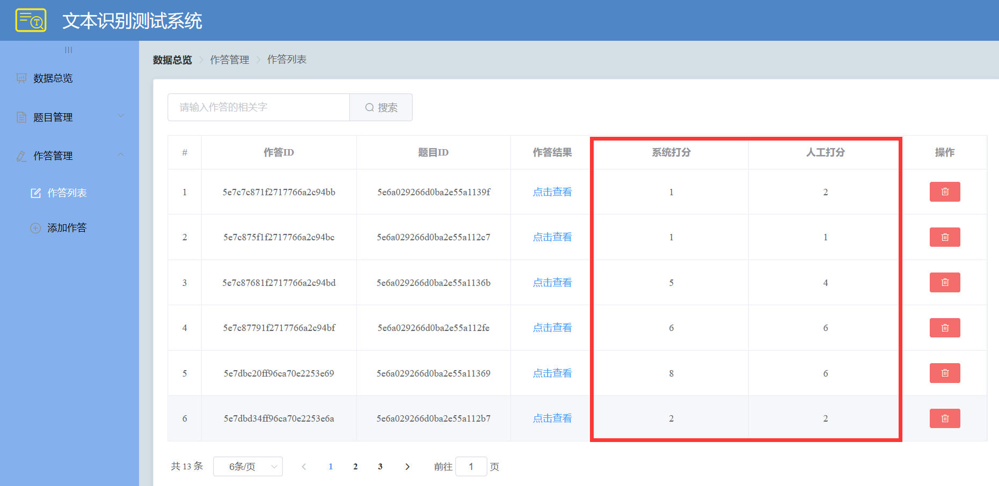 文本识别测试系统
数据总览
题目管理
作答管理
作答列表
添加作答
数据总览 作答管理 作答列表
请输入作答的相关字 搜索
# 作答ID 题目ID 作答结果 系统打分 人工打分 操作
1 5e7c7c871f2717766a2c94bb 5e6a029266d0ba2e55a1139f 点击查看 1 2
2 5e7c875f1f2717766a2c94bc 5e6a029266d0ba2e55a112c7 点击查看 1 1
3 5e7c87681f2717766a2c94bd 5e6a029266d0ba2e55a1136b 点击查看 5 4
4 5e7c87791f2717766a2c94bf 5e6a029266d0ba2e55a112fe 点击查看 6 6
5 5e7dbc20ff96ca70e2253e69 5e6a029266d0ba2e55a11369 点击查看 8 6
6 5e7dbd34ff96ca70e2253e6a 5e6a029266d0ba2e55a112b7 点击查看 2 2
共 13 条 6条/页 1 2 3 前往 1 页